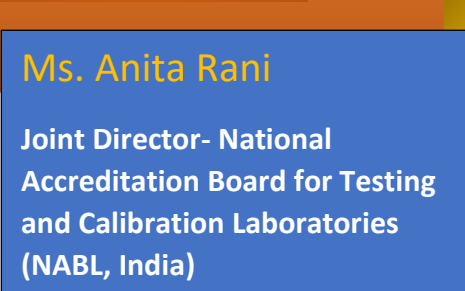 Ms. Anita Rani
Joint Director- National
Accreditation Board for Testing
and Calibration Laboratories
(NABL, India)